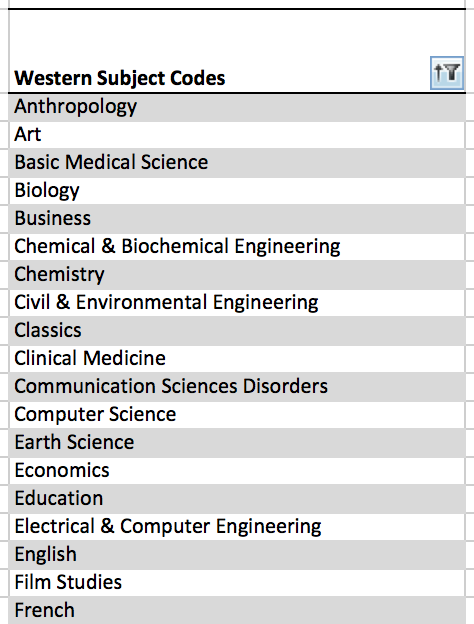 Western Subject Codes
Anthropology
Art
Basic Medical Science
Biology
Business
Chemical & Biochemical Engineering
Chemistry
Civil & Environmental Engineering
Classics
Clinical Medicine
Communication Sciences Disorders
Computer Science
Earth Science
Economics
Education
Electrical & Computer Engineering
English
Film Studies
French